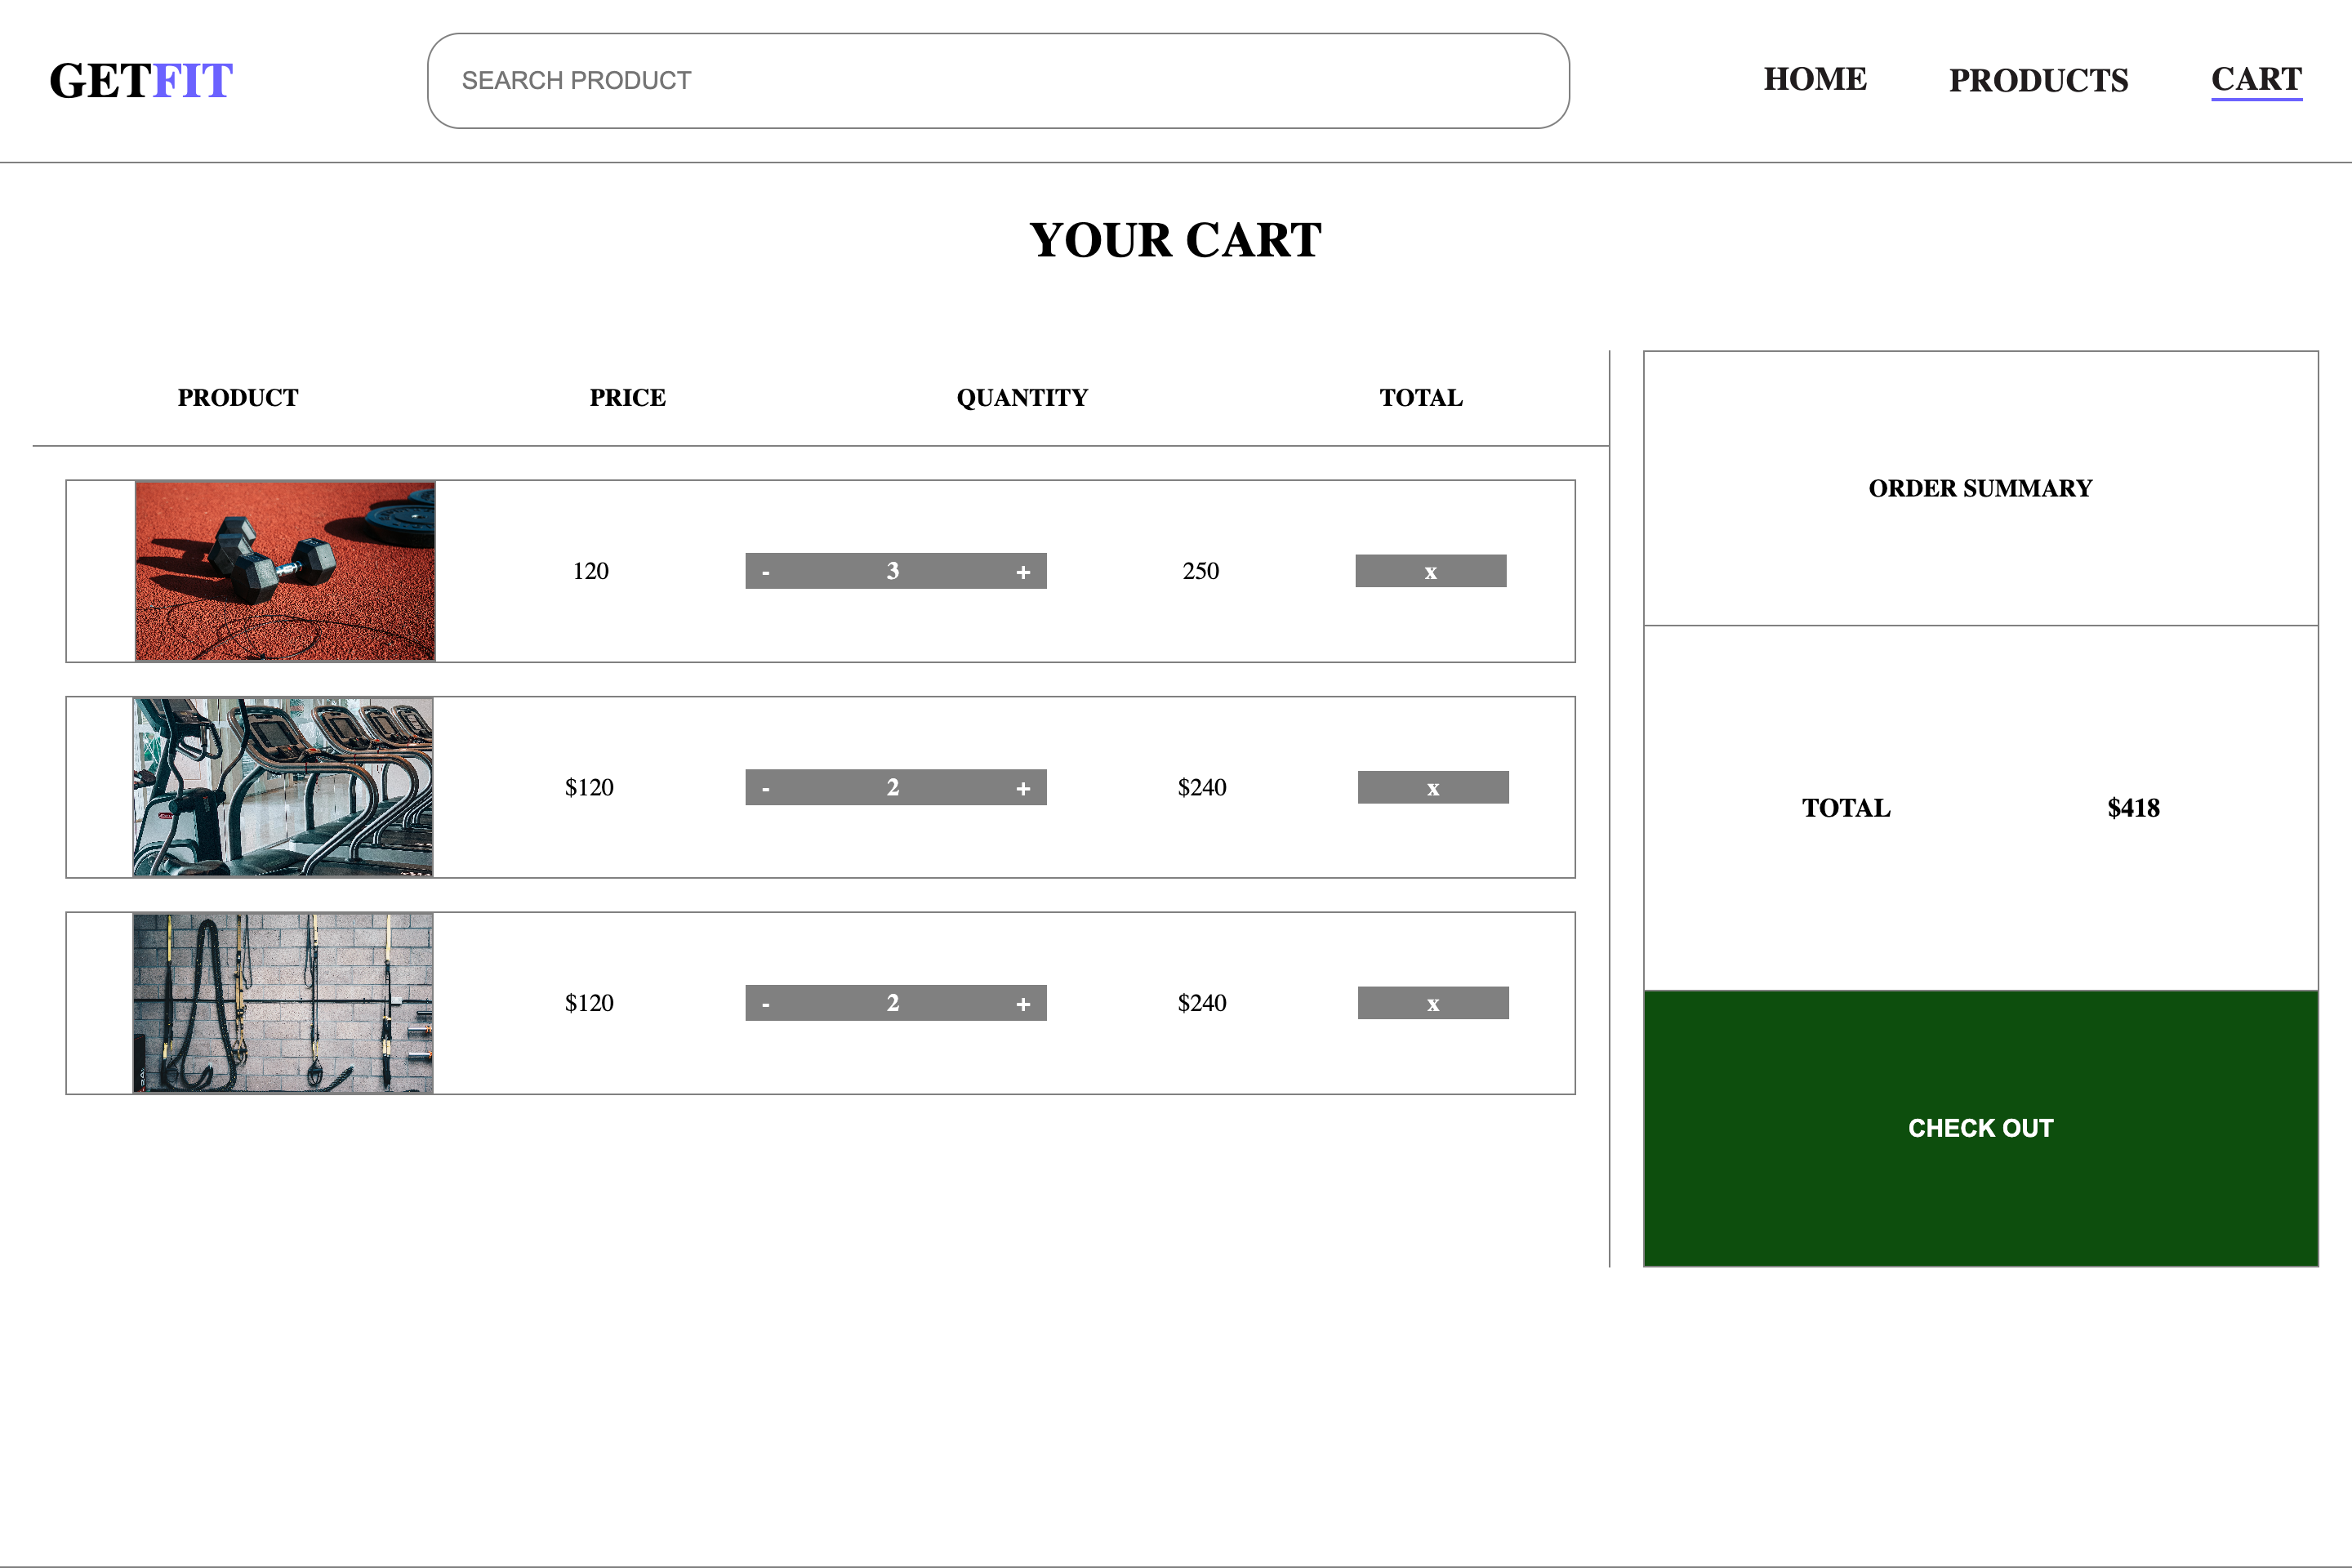 GETFIT
SEARCH PRODUCT
HOME PRODUCTS CART
YOUR CART
PRODUCT PRICE QUANTITY TOTAL
120 - 3 + 250 x
$120 - 2 + $240 x
$120 - 2 + $240 x
ORDER SUMMARY
TOTAL $418
CHECK OUT